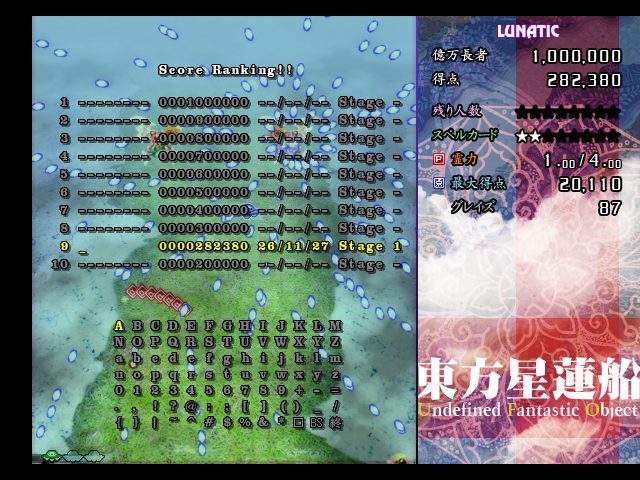 Score Ranking!!
1 -------- 0001000000 --/--/-- Stage -
2 -------- 0000900000 --/--/-- Stage -
3 -------- 0000800000 --/--/-- Stage -
4 -------- 0000700000 --/--/-- Stage -
5 -------- 0000600000 --/--/-- Stage -
6 -------- 0000500000 --/--/-- Stage -
7 -------- 0000400000 --/--/-- Stage -
8 -------- 0000300000 --/--/-- Stage -
9 _ 0000282380 26/11/27 Stage 1
10 -------- 0000200000 --/--/-- Stage -
A B C D E F G H I J K L M
N O P Q R S T U V W X Y Z
a b c d e f g h i j k l m
n o p q r s t u v w x y z
0 1 2 3 4 5 6 7 8 9 + - =
. , ! ? @ : ; [ ] ( ) _ /
{ } | ~ ^ # $ % & * □ BS 終
LUNATIC
億万長者 1,000,000
得点 282,380
残り人数
スペルカード ★★
P 霊力 1.00/4.00
点 最大得点 20,110
グレイズ 87
東方星蓮船
Undefined Fantastic Object